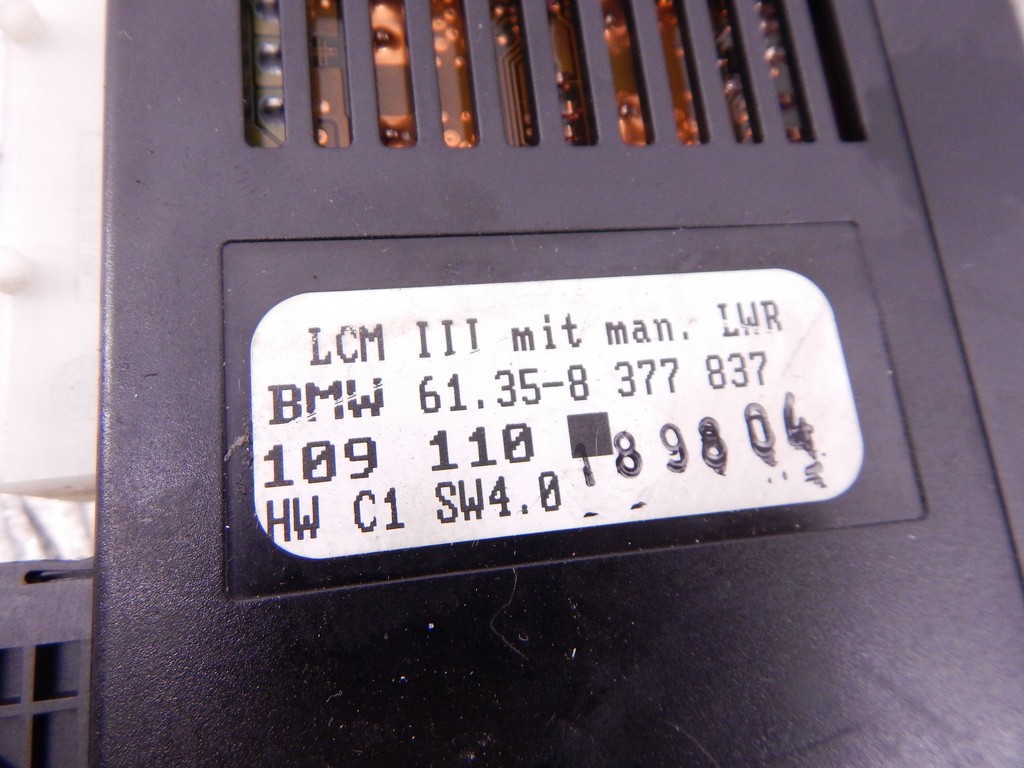 LCM III mit man. LWR
BMW 61.35-8 377 837
109 110 189804
HW C1 SW4.0